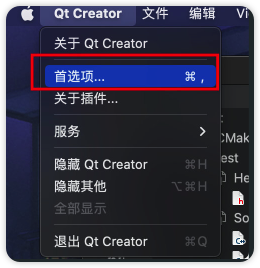 Qt Creator 文件 编辑
关于 Qt Creator
首选项... ⌘ ,
关于插件...
服务 >
隐藏 Qt Creator ⌘H
隐藏其他 ⌥⌘H
全部显示
退出 Qt Creator ⌘Q
CMak
est
He
h
So